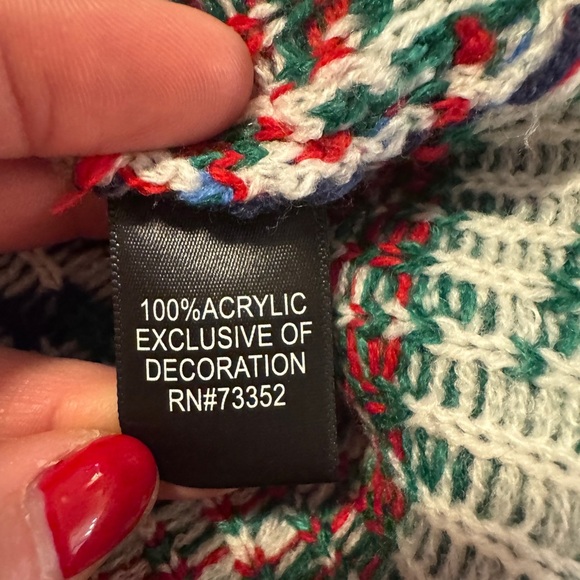 100%ACRYLIC
EXCLUSIVE OF
DECORATION
RN#73352